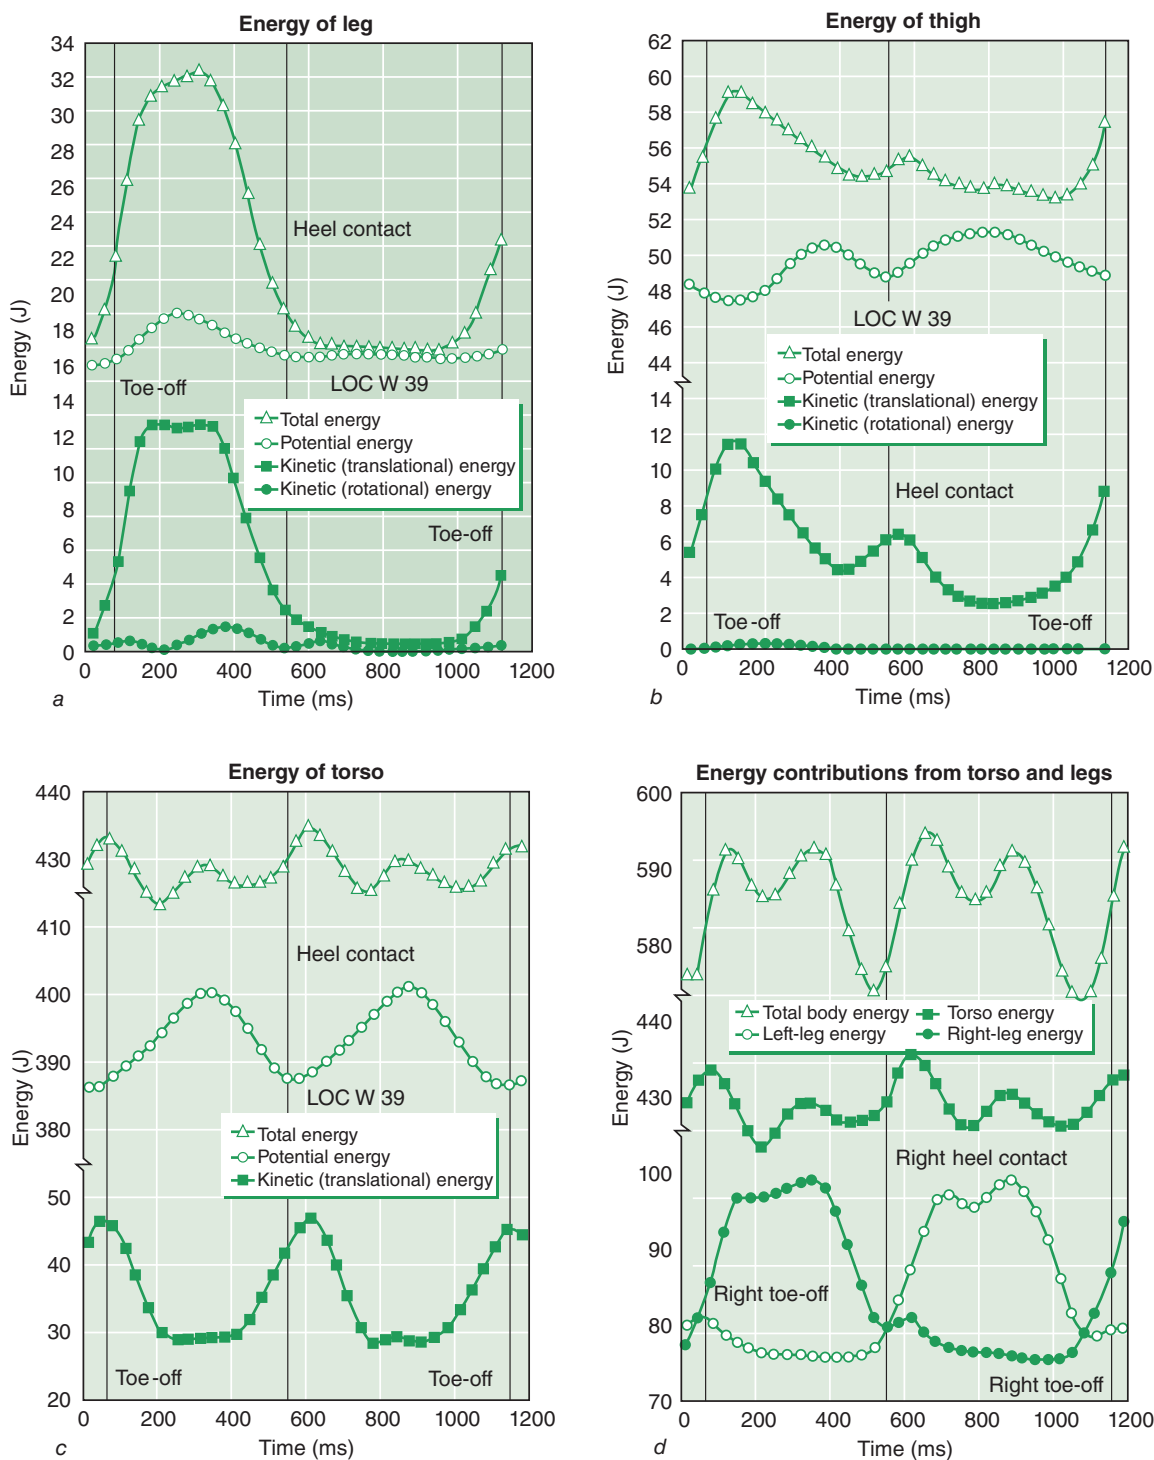 Energy of leg
34
32
30
28
26
24
22
20
18
16
14
12
10
8
6
4
2
0
Energy (J)
Heel contact
Toe-off
LOC W 39
Total energy
Potential energy
Kinetic (translational) energy
Kinetic (rotational) energy
Toe-off
0 200 400 600 800 1000 1200
Time (ms)
a
Energy of thigh
62
60
58
56
54
52
50
48
46
44
14
12
10
8
6
4
2
0
Energy (J)
LOC W 39
Total energy
Potential energy
Kinetic (translational) energy
Kinetic (rotational) energy
Heel contact
Toe-off Toe-off
0 200 400 600 800 1000 1200
Time (ms)
b
Energy of torso
440
430
410
400
390
380
50
40
30
20
Energy (J)
Heel contact
LOC W 39
Total energy
Potential energy
Kinetic (translational) energy
Toe-off Toe-off
0 200 400 600 800 1000 1200
Time (ms)
c
Energy contributions from torso and legs
600
590
580
440
430
100
90
80
70
Energy (J)
Total body energy Torso energy
Left-leg energy Right-leg energy
Right heel contact
Right toe-off
Right toe-off
0 200 400 600 800 1000 1200
Time (ms)
d